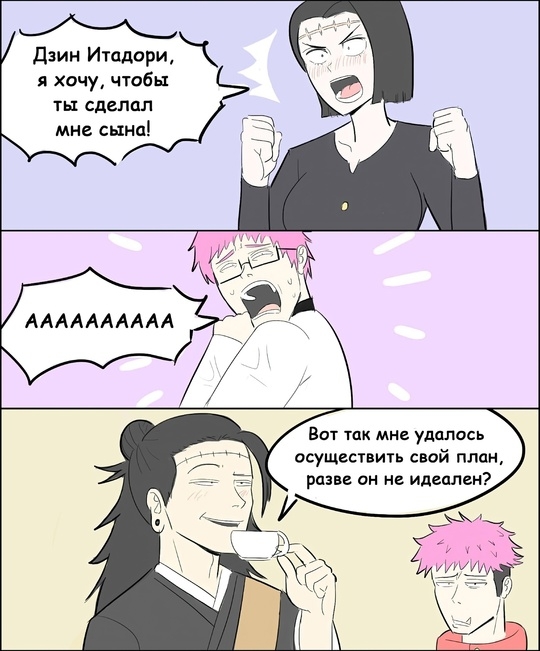 Дзин Итадори,
я хочу, чтобы
ты сделал
мне сына!
АААААААААА
Вот так мне удалось
осуществить свой план,
разве он не идеален?